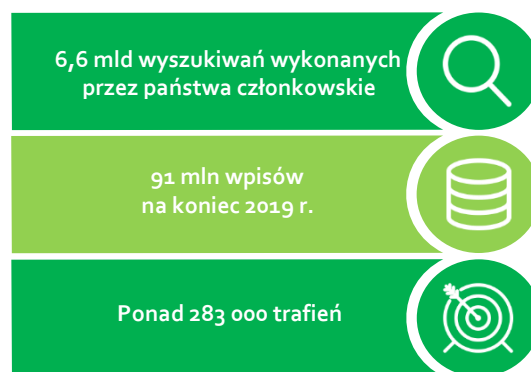 6,6 mld wyszukiwań wykonanych
przez państwa członkowskie
91 mln wpisów
na koniec 2019 r.
Ponad 283 000 trafień